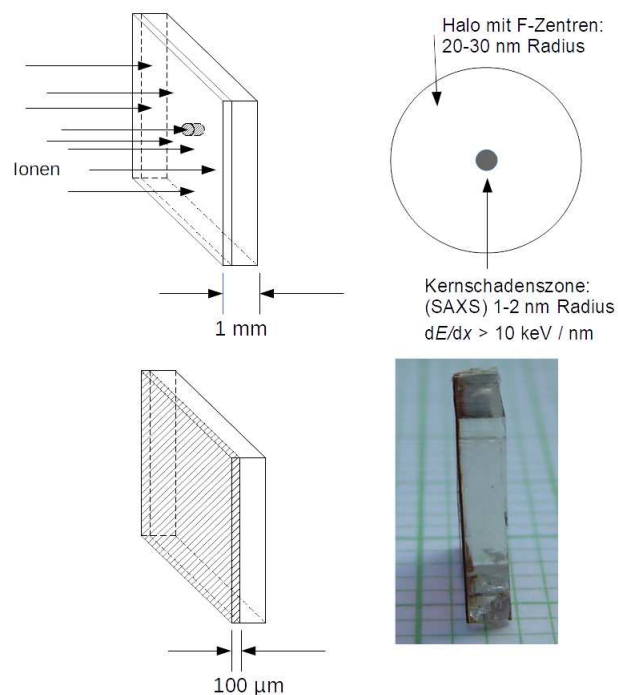 Halo mit F-Zentren:
20-30 nm Radius
Ionen
1 mm
Kernschadenszone:
(SAXS) 1-2 nm Radius
dE/dx > 10 keV / nm
100 µm